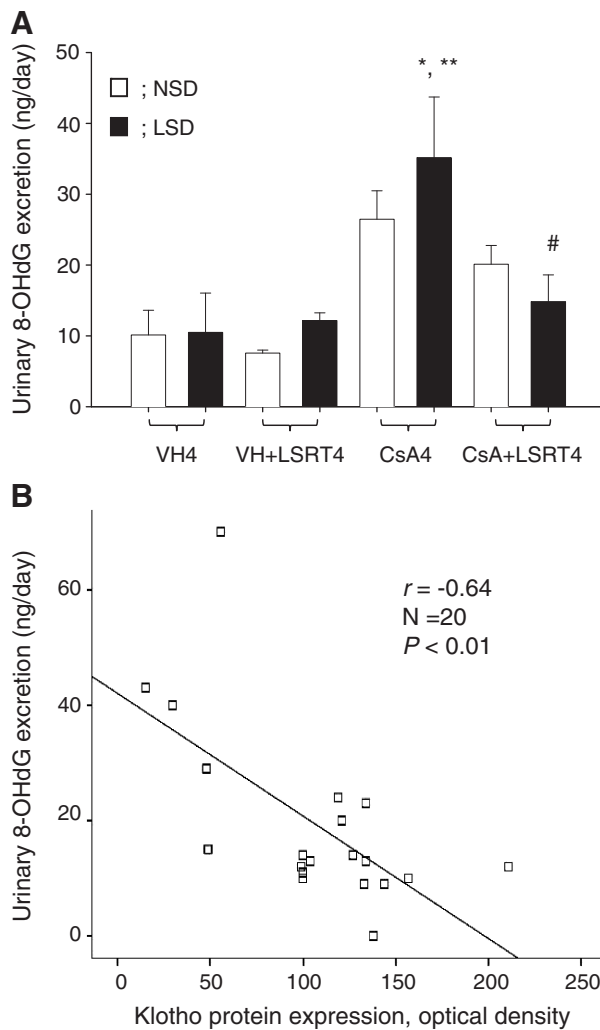 A
Urinary 8-OHdG excretion (ng/day)
50
40
30
20
10
0
; NSD
; LSD
*, **
#
VH4 VH+LSRT4 CsA4 CsA+LSRT4
B
Urinary 8-OHdG excretion (ng/day)
60
40
20
0
r = -0.64
N =20
P < 0.01
0 50 100 150 200 250
Klotho protein expression, optical density